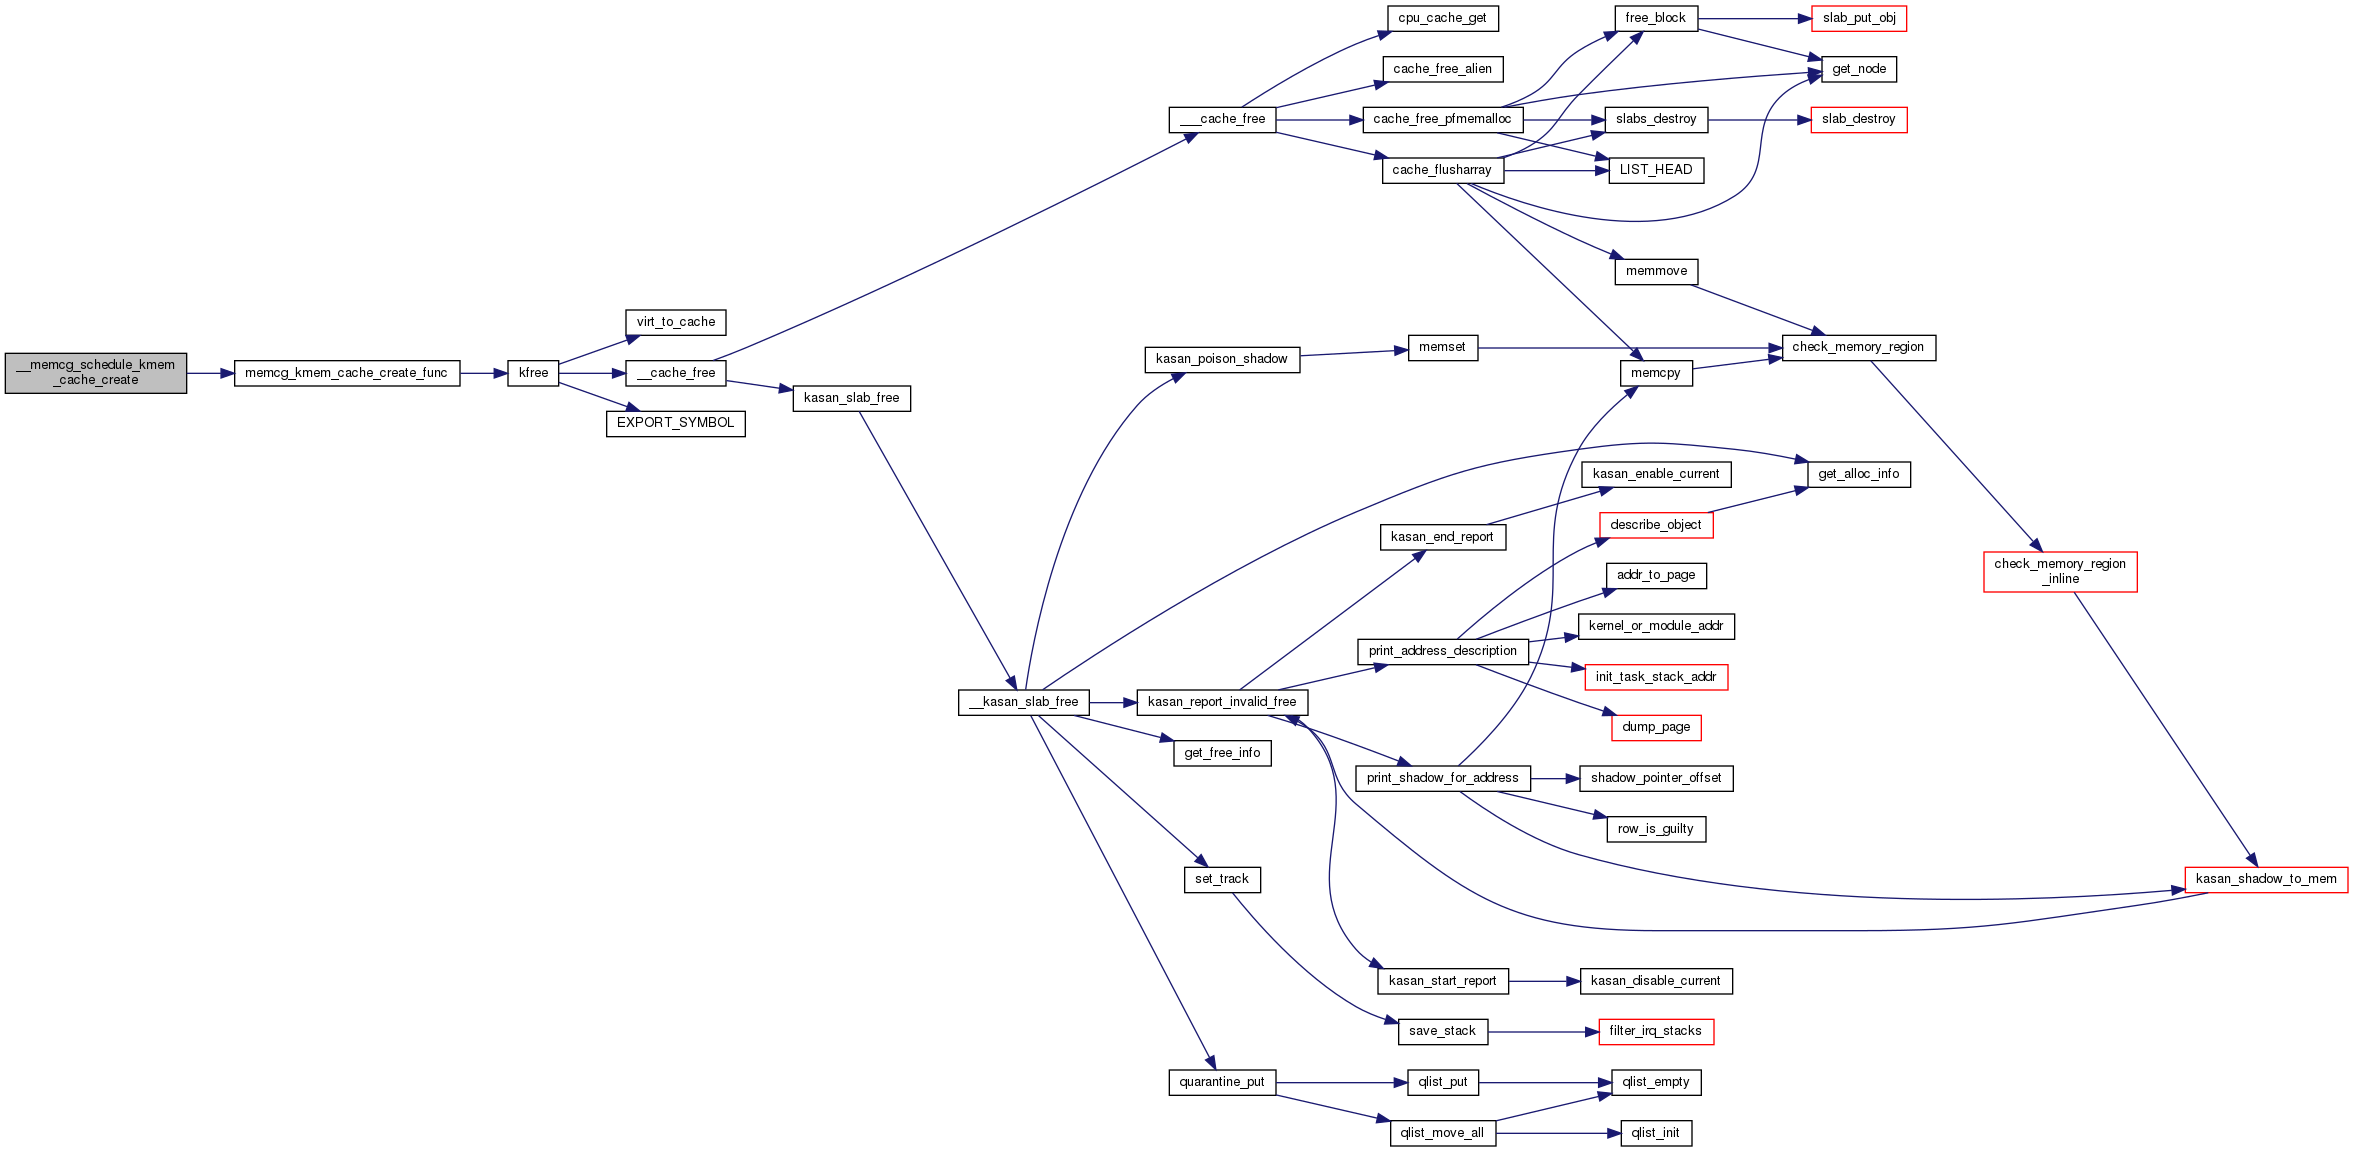 __memcg_schedule_kmem
_cache_create
memcg_kmem_cache_create_func
kfree
virt_to_cache
__cache_free
EXPORT_SYMBOL
kasan_slab_free
___cache_free
cpu_cache_get
cache_free_alien
cache_free_pfmemalloc
cache_flusharray
free_block
slab_put_obj
get_node
slabs_destroy
slab_destroy
LIST_HEAD
memmove
check_memory_region
memcpy
kasan_poison_shadow
memset
kasan_enable_current
get_alloc_info
describe_object
kasan_end_report
addr_to_page
check_memory_region
_inline
kernel_or_module_addr
print_address_description
init_task_stack_addr
__kasan_slab_free
kasan_report_invalid_free
dump_page
get_free_info
print_shadow_for_address
shadow_pointer_offset
row_is_guilty
set_track
kasan_shadow_to_mem
kasan_start_report
kasan_disable_current
save_stack
filter_irq_stacks
quarantine_put
qlist_put
qlist_empty
qlist_move_all
qlist_init